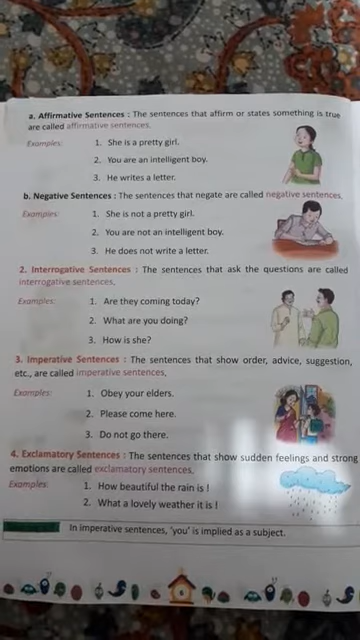 a. Affirmative Sentences : The sentences that affirm or states something is true
are called affirmative sentences.
Examples: 1. She is a pretty girl.
2. You are an intelligent boy.
3. He writes a letter.
b. Negative Sentences : The sentences that negate are called negative sentences.
Examples: 1. She is not a pretty girl.
2. You are not an intelligent boy.
3. He does not write a letter.
2. Interrogative Sentences : The sentences that ask the questions are called
interrogative sentences.
Examples: 1. Are they coming today?
2. What are you doing?
3. How is she?
3. Imperative Sentences : The sentences that show order, advice, suggestion,
etc., are called imperative sentences.
Examples: 1. Obey your elders.
2. Please come here.
3. Do not go there.
4. Exclamatory Sentences : The sentences that show sudden feelings and strong
emotions are called exclamatory sentences.
Examples: 1. How beautiful the rain is !
2. What a lovely weather it is !
In imperative sentences, 'you' is implied as a subject.